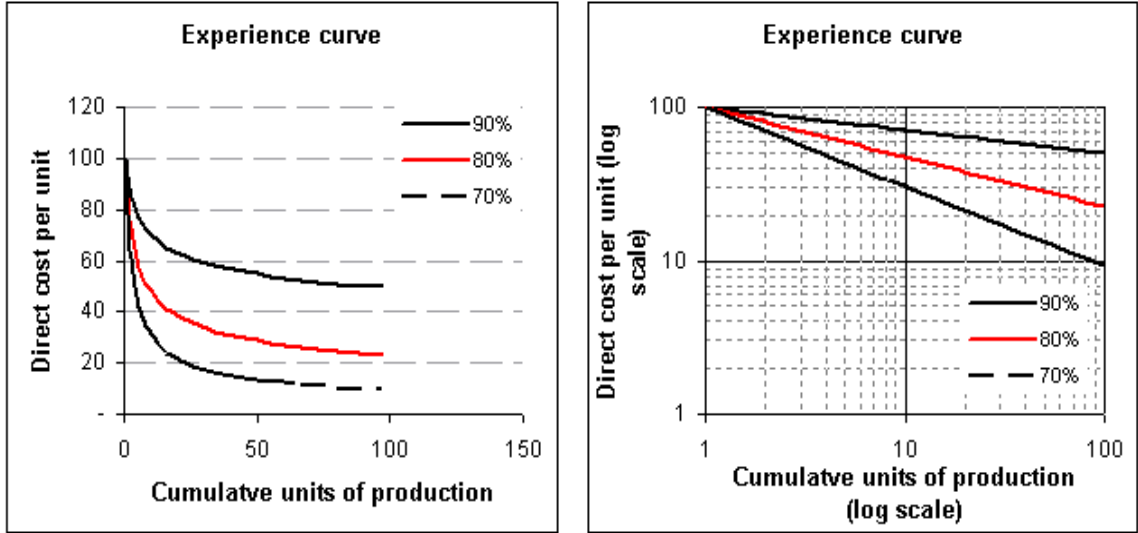 Experience curve
120
100
80
60
40
20
-
0
50
100
150
90%
80%
70%
Direct cost per unit
Cumulatve units of production
Experience curve
100
10
1
1
10
100
90%
80%
70%
Direct cost per unit (log
scale)
Cumulatve units of production
(log scale)